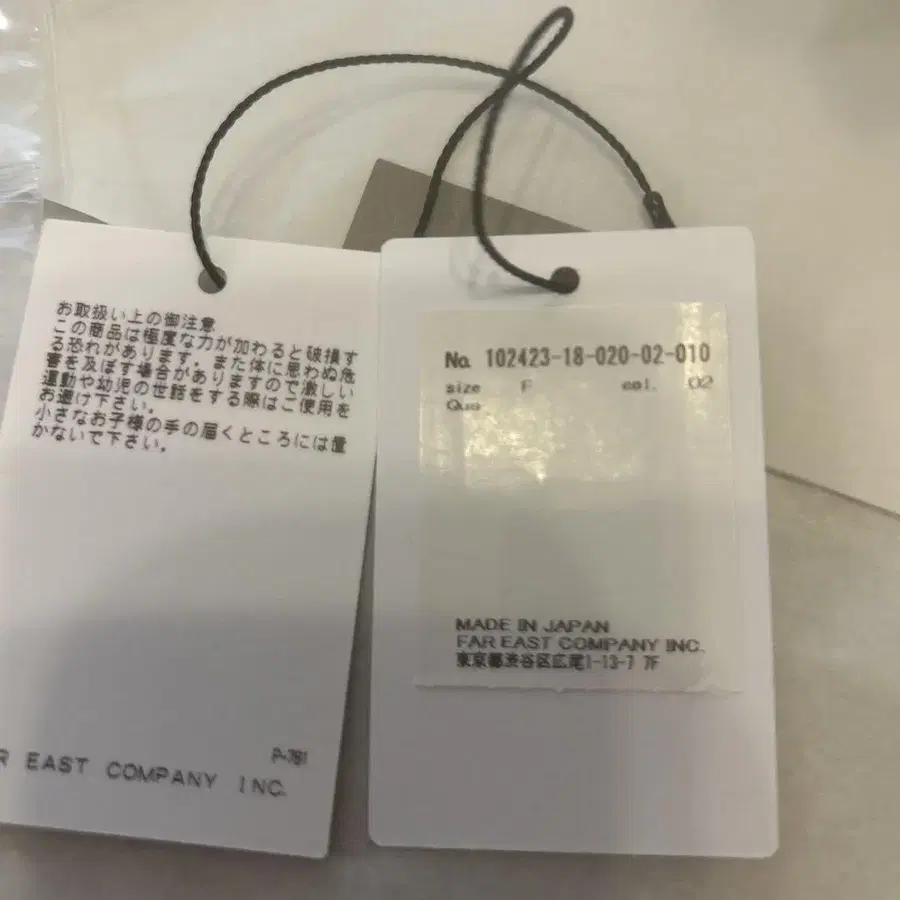 お取扱い上の御注意
この商品は極度な力が加わると破損す
る恐れがあります。また体に思わぬ危
害を及ぼす場合がありますので激しい
運動や幼児の世話をする際はご使用を
お避け下さい。
小さなお子様の手の届くところには置
かないで下さい。
P-761
R EAST COMPANY INC.
No. 102423-18-020-02-010
size F col. 02
Qua
MADE IN JAPAN
FAR EAST COMPANY INC.
東京都渋谷区広尾1-13-7 7F